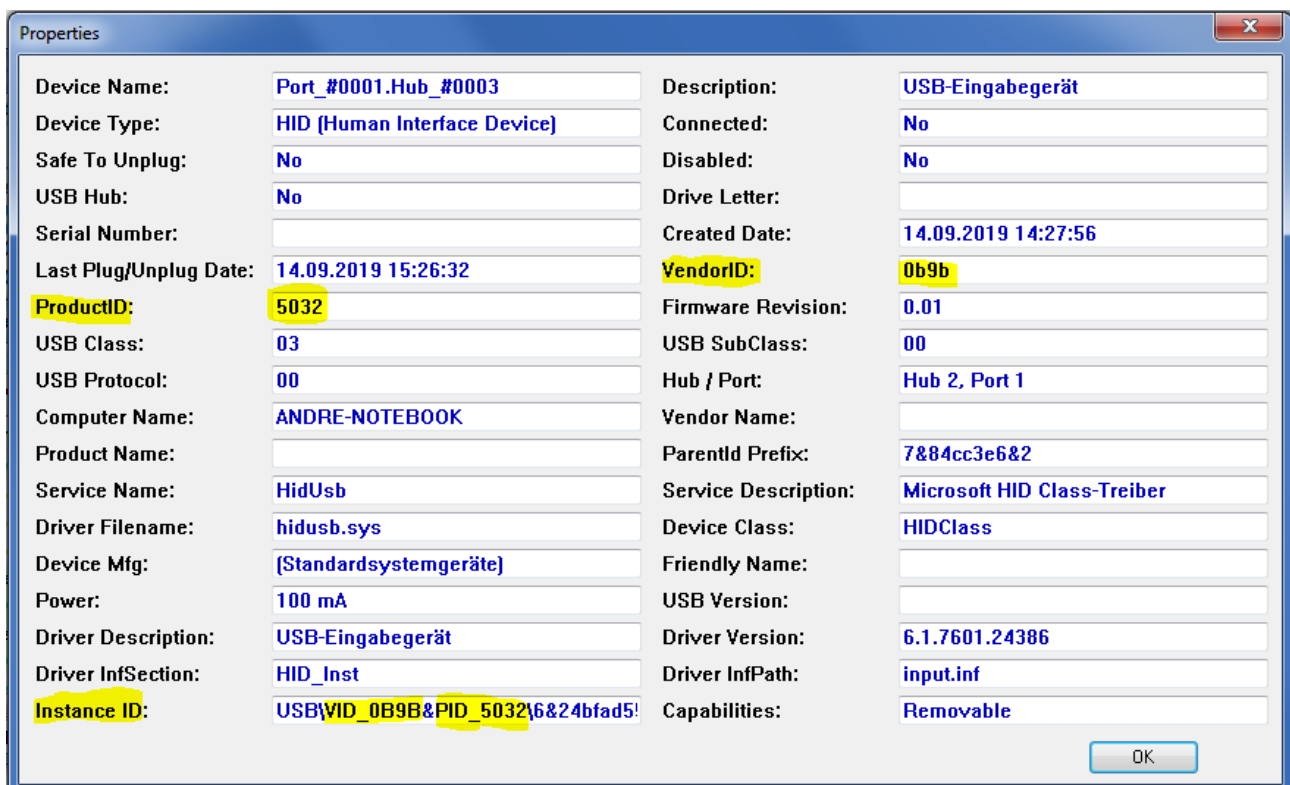 Properties
Device Name: Port_#0001.Hub_#0003 Description: USB-Eingabegerät
Device Type: HID (Human Interface Device) Connected: No
Safe To Unplug: No Disabled: No
USB Hub: No Drive Letter:
Serial Number: Created Date: 14.09.2019 14:27:56
Last Plug/Unplug Date: 14.09.2019 15:26:32 VendorID: 0b9b
ProductID: 5032 Firmware Revision: 0.01
USB Class: 03 USB SubClass: 00
USB Protocol: 00 Hub / Port: Hub 2, Port 1
Computer Name: ANDRE-NOTEBOOK Vendor Name:
Product Name: ParentId Prefix: 7&84cc3e6&2
Service Name: HidUsb Service Description: Microsoft HID Class-Treiber
Driver Filename: hidusb.sys Device Class: HIDClass
Device Mfg: (Standardsystemgeräte) Friendly Name:
Power: 100 mA USB Version:
Driver Description: USB-Eingabegerät Driver Version: 6.1.7601.24386
Driver InfSection: HID_Inst Driver InfPath: input.inf
Instance ID: USB\VID_0B9B&PID_5032\6&24bfad5 Capabilities: Removable
OK